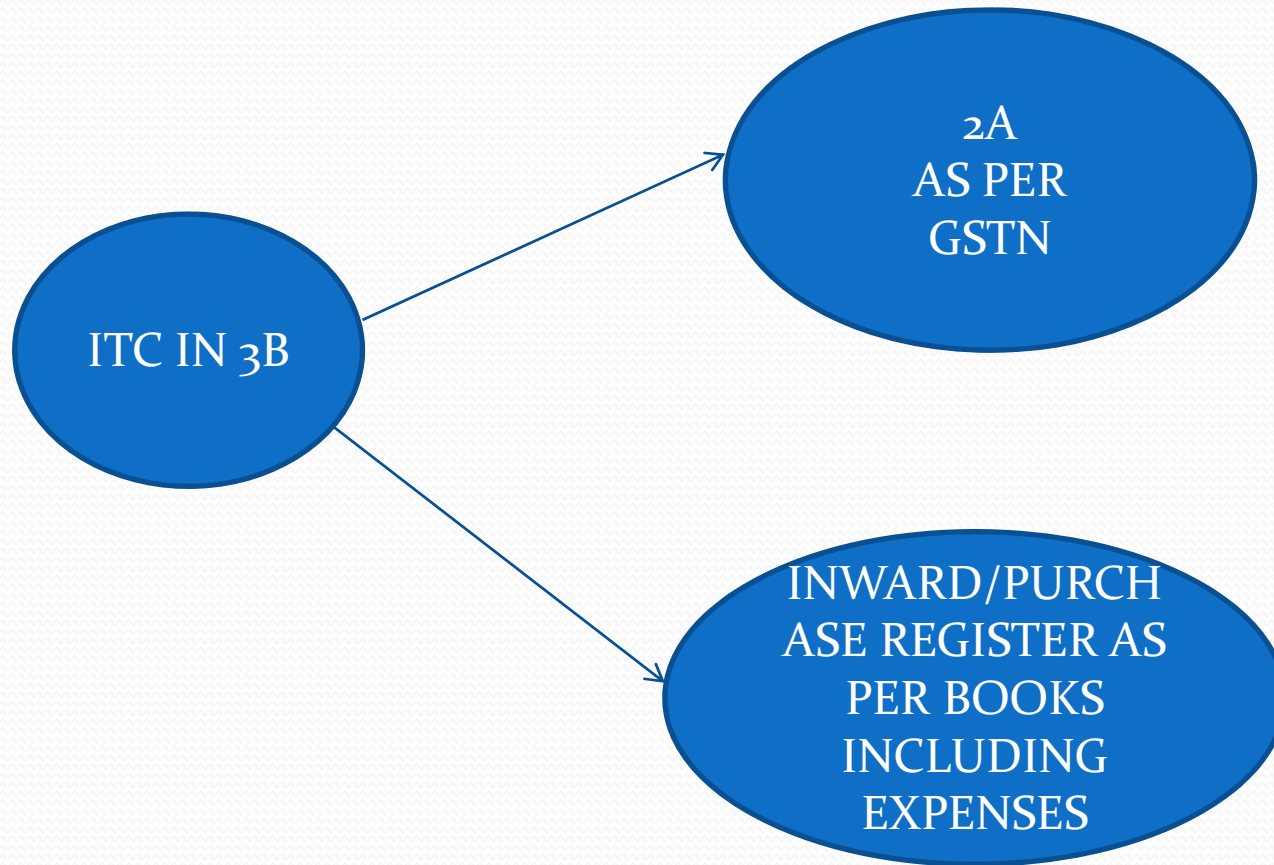 2A
AS PER
GSTN
ITC IN 3B
INWARD/PURCH
ASE REGISTER AS
PER BOOKS
INCLUDING
EXPENSES